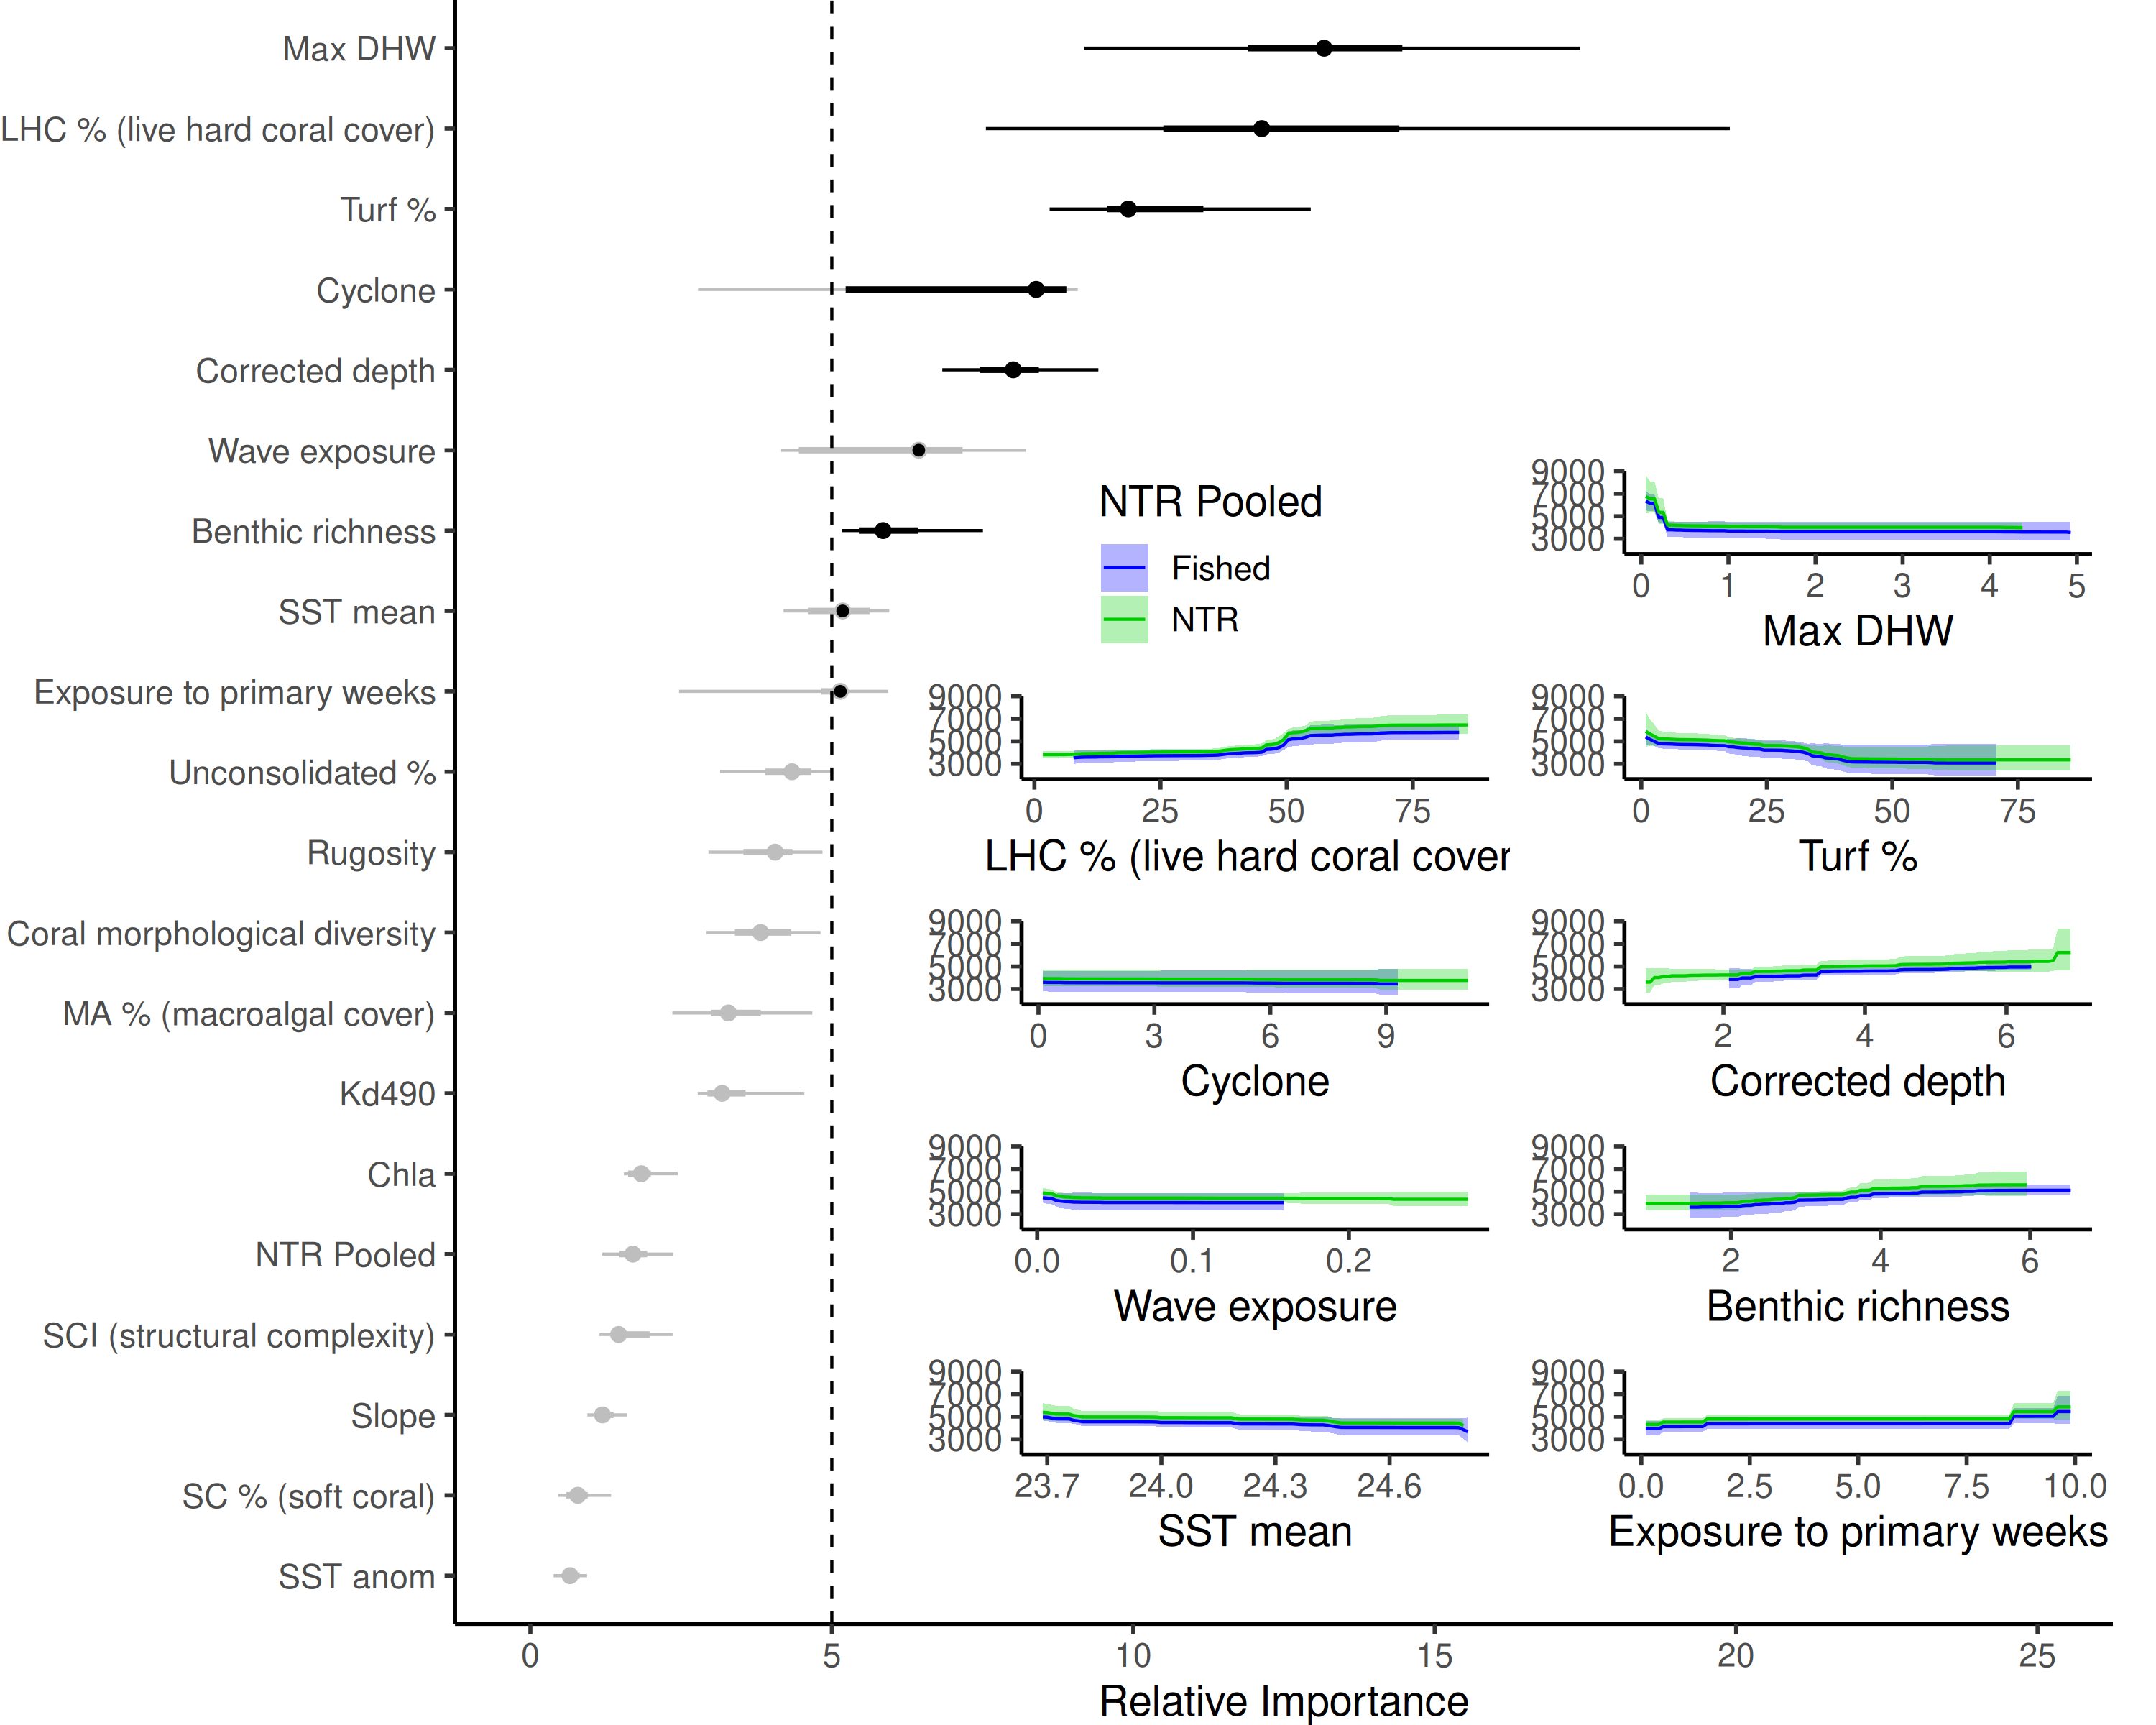 Max DHW
LHC % (live hard coral cover)
Turf %
Cyclone
Corrected depth
Wave exposure
Benthic richness
SST mean
Exposure to primary weeks
Unconsolidated %
Rugosity
Coral morphological diversity
MA % (macroalgal cover)
Kd490
Chla
NTR Pooled
SCI (structural complexity)
Slope
SC % (soft coral)
SST anom
0 5 10 15 20 25
Relative Importance
NTR Pooled
Fished
NTR
9000
7000
5000
3000
0 1 2 3 4 5
Max DHW
9000
7000
5000
3000
0 25 50 75
LHC % (live hard coral cover
9000
7000
5000
3000
0 25 50 75
Turf %
9000
7000
5000
3000
0 3 6 9
Cyclone
9000
7000
5000
3000
2 4 6
Corrected depth
9000
7000
5000
3000
0.0 0.1 0.2
Wave exposure
9000
7000
5000
3000
2 4 6
Benthic richness
9000
7000
5000
3000
23.7 24.0 24.3 24.6
SST mean
9000
7000
5000
3000
0.0 2.5 5.0 7.5 10.0
Exposure to primary weeks